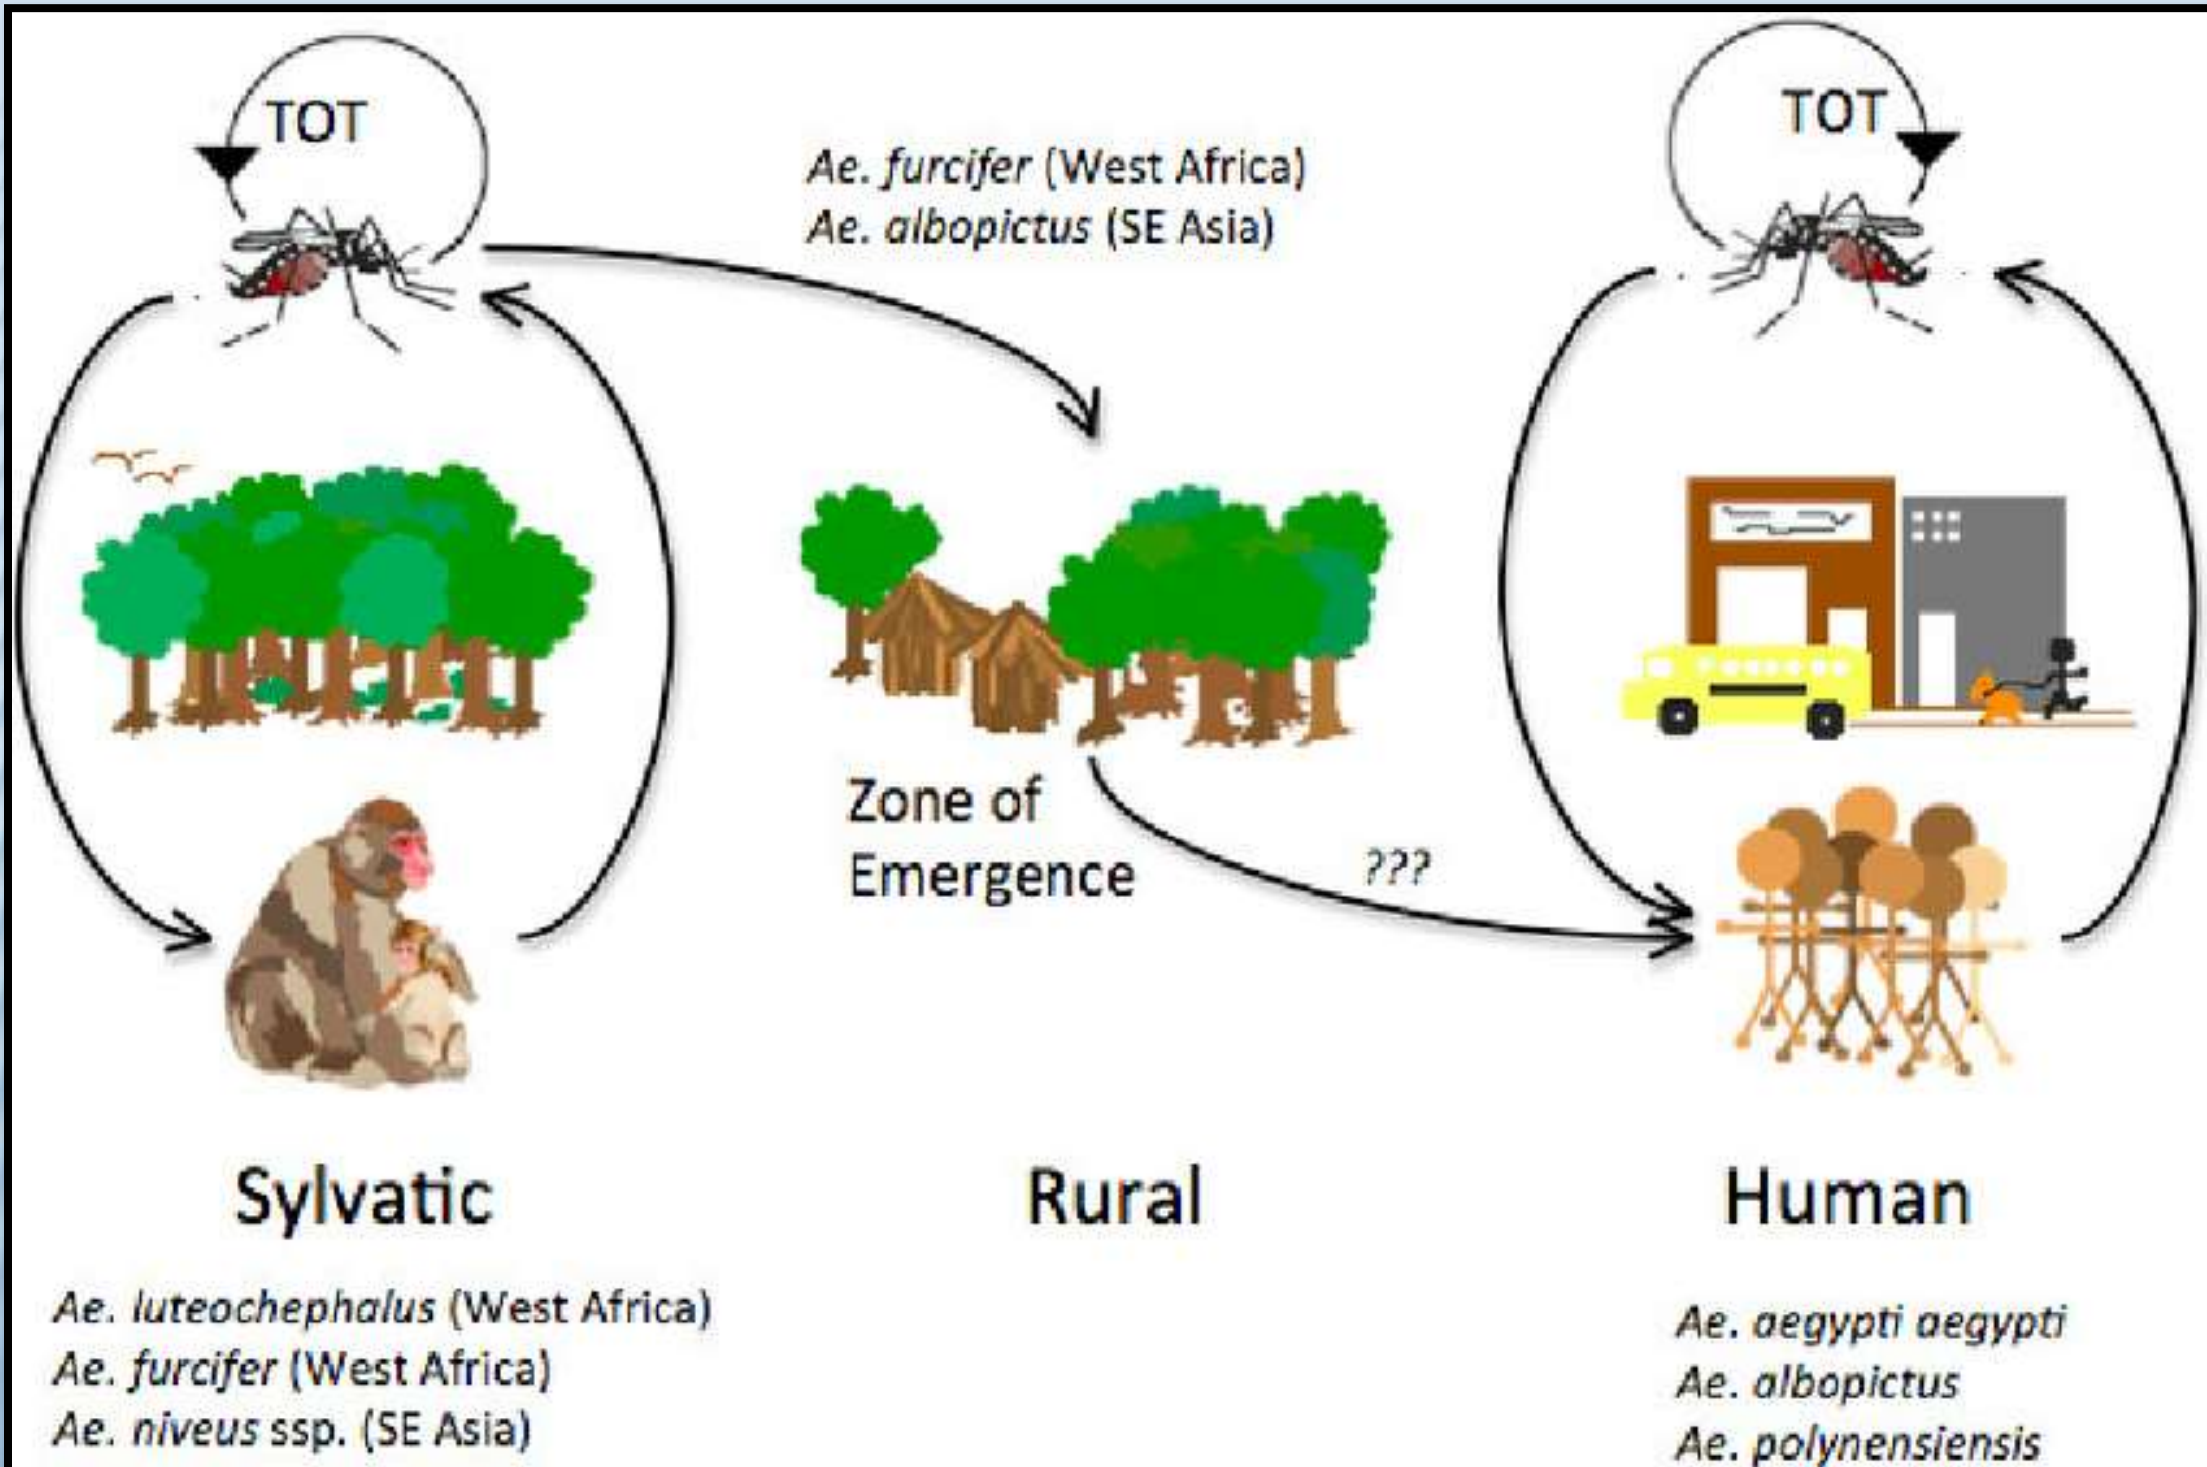 TOT
TOT
Ae. furcifer (West Africa)
Ae. albopictus (SE Asia)
Zone of
Emergence
???
Sylvatic
Rural
Human
Ae. luteochephalus (West Africa)
Ae. furcifer (West Africa)
Ae. niveus ssp. (SE Asia)
Ae. aegypti aegypti
Ae. albopictus
Ae. polynensiensis